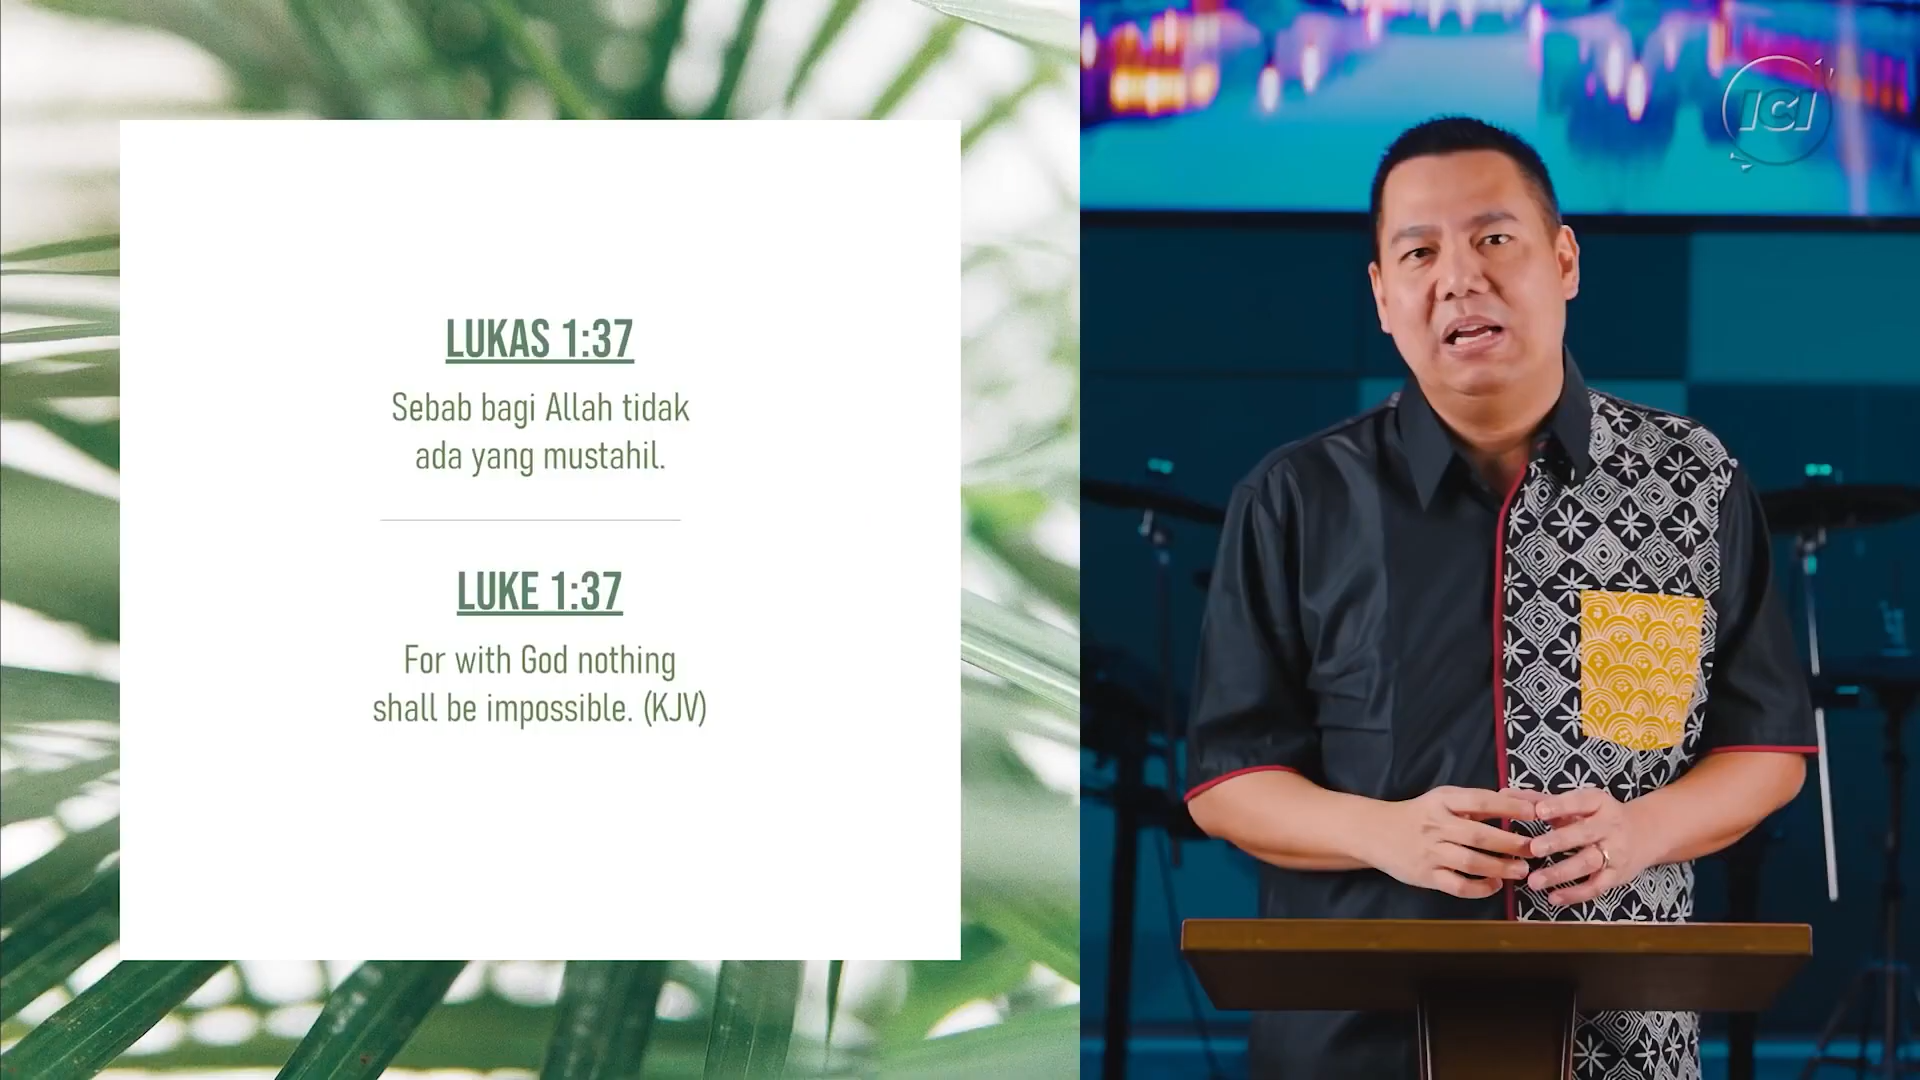 LUKAS 1:37
Sebab bagi Allah tidak
ada yang mustahil.
LUKE 1:37
For with God nothing
shall be impossible. (KJV)
ICI